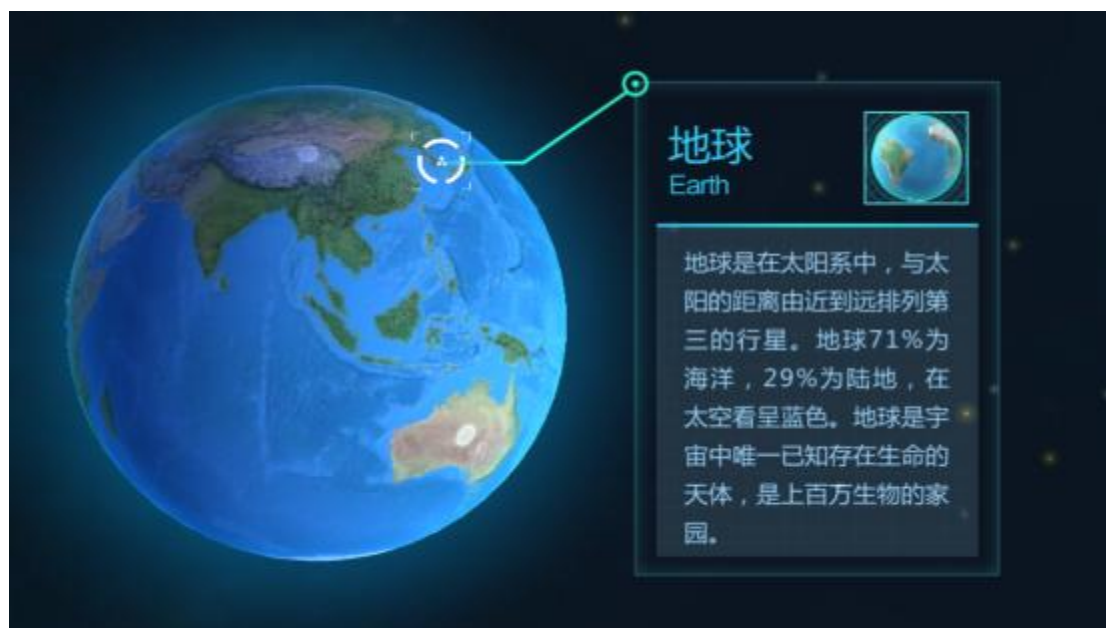 地球
Earth
地球是在太阳系中，与太
阳的距离由近到远排列第
三的行星。地球71%为
海洋，29%为陆地，在
太空看呈蓝色。地球是宇
宙中唯一已知存在生命的
天体，是上百万生物的家
园。